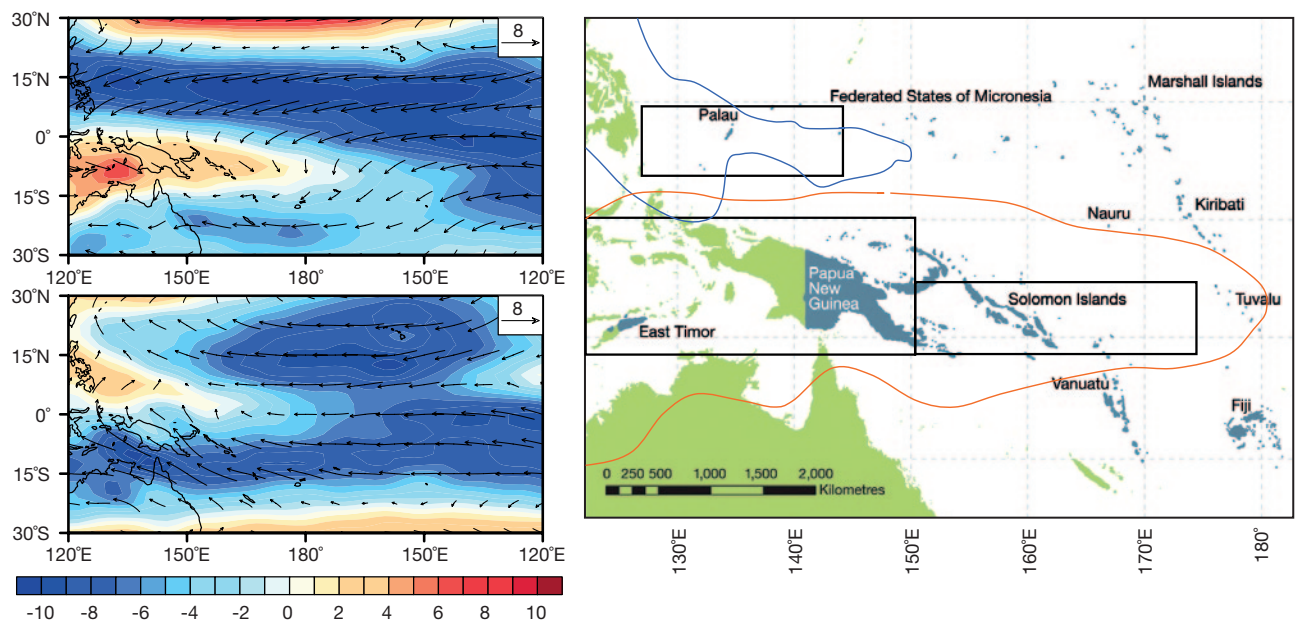 30°N
15°N
0°
15°S
30°S
8
120°E 150°E 180° 150°E 120°E
30°N
15°N
0°
15°S
30°S
8
120°E 150°E 180° 150°E 120°E
-10 -8 -6 -4 -2 0 2 4 6 8 10
Marshall Islands
Federated States of Micronesia
Palau
Kiribati
Nauru
Papua
New
Guinea
Solomon Islands
Tuvalu
East Timor
Vanuatu
Fiji
0 250 500 1,000 1,500 2,000
Kilometres
130°E 140°E 150°E 160°E 170°E 180°